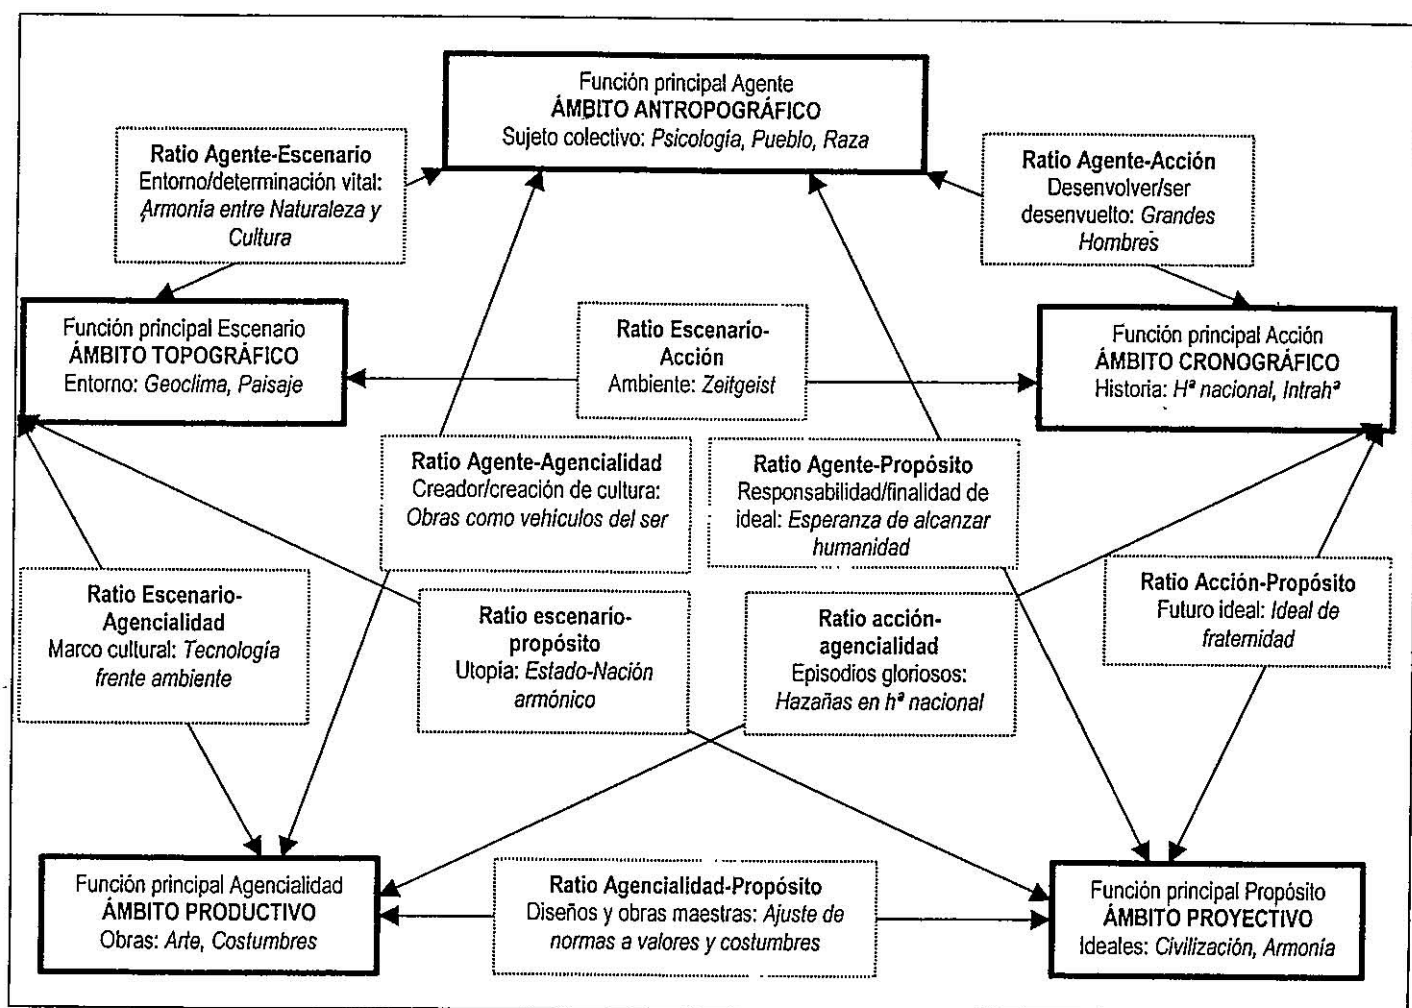 Función principal Agente
ÁMBITO ANTROPOGRÁFICO
Sujeto colectivo: Psicología, Pueblo, Raza
Ratio Agente-Escenario
Entorno/determinación vital:
Armonía entre Naturaleza y
Cultura
Ratio Agente-Acción
Desenvolver/ser
desenvuelto: Grandes
Hombres
Función principal Escenario
ÁMBITO TOPOGRÁFICO
Entorno: Geoclima, Paisaje
Ratio Escenario-
Acción
Ambiente: Zeitgeist
Función principal Acción
ÁMBITO CRONOGRÁFICO
Historia: Hª nacional, Intrahª
Ratio Agente-Agencialidad
Creador/creación de cultura:
Obras como vehículos del ser
Ratio Agente-Propósito
Responsabilidad/finalidad de
ideal: Esperanza de alcanzar
humanidad
Ratio Escenario-
Agencialidad
Marco cultural: Tecnología
frente ambiente
Ratio escenario-
propósito
Utopía: Estado-Nación
armónico
Ratio acción-
agencialidad
Episodios gloriosos:
Hazañas en hª nacional
Ratio Acción-Propósito
Futuro ideal: Ideal de
fraternidad
Función principal Agencialidad
ÁMBITO PRODUCTIVO
Obras: Arte, Costumbres
Ratio Agencialidad-Propósito
Diseños y obras maestras: Ajuste de
normas a valores y costumbres
Función principal Propósito
ÁMBITO PROYECTIVO
Ideales: Civilización, Armonía